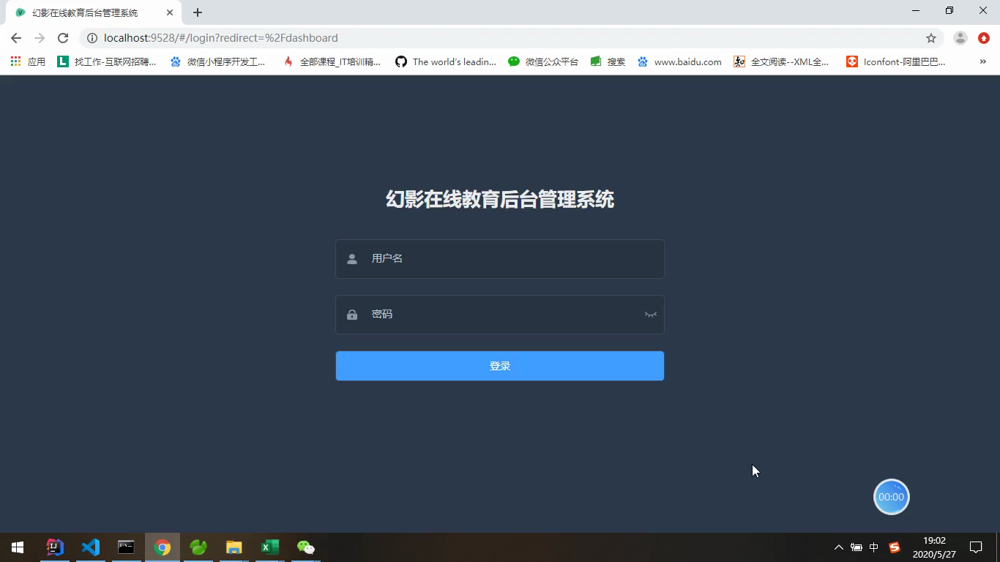 幻影在线教育后台管理系统
localhost:9528/#/login?redirect=%2Fdashboard
应用 找工作-互联网招聘... 微信小程序开发工... 全部课程_IT培训精... The world's leadin... 微信公众平台 搜索 www.baidu.com 全文阅读--XML全... Iconfont-阿里巴巴... »
幻影在线教育后台管理系统
用户名
密码
登录
00:00
中 19:02
2020/5/27